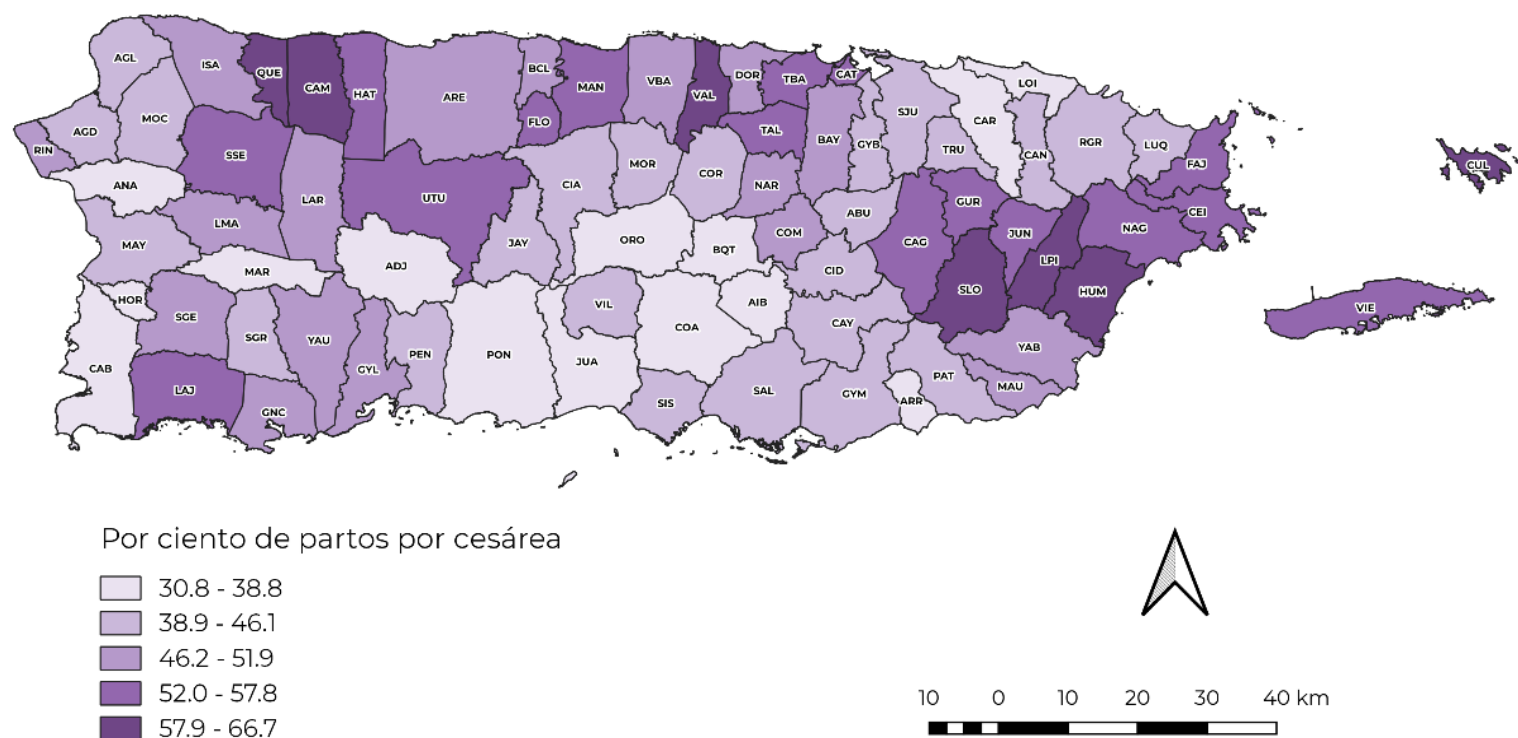 AGL
ISA
QUE
CAM
HAT
ARE
BCL
MAN
VBA
VAL
DOR
TBA
CAT
LOI
SJU
CAR
FLO
MOC
AGD
RIN
SSE
TAL
BAY
GYB
TRU
CAN
RGR
LUQ
FAJ
CUL
ANA
LAR
UTU
CIA
MOR
COR
NAR
ABU
GUR
CEI
NAG
LMA
MAY
JAY
ORO
BQT
COM
CAG
JUN
LPI
MAR
ADJ
CID
SLO
HUM
HOR
SGE
SGR
YAU
GYL
PEN
PON
VIL
JUA
COA
AIB
CAY
YAB
VIE
CAB
LAJ
GNC
SIS
SAL
GYM
ARR
PAT
MAU
Por ciento de partos por cesárea
30.8 - 38.8
38.9 - 46.1
46.2 - 51.9
52.0 - 57.8
57.9 - 66.7
10 0 10 20 30 40 km